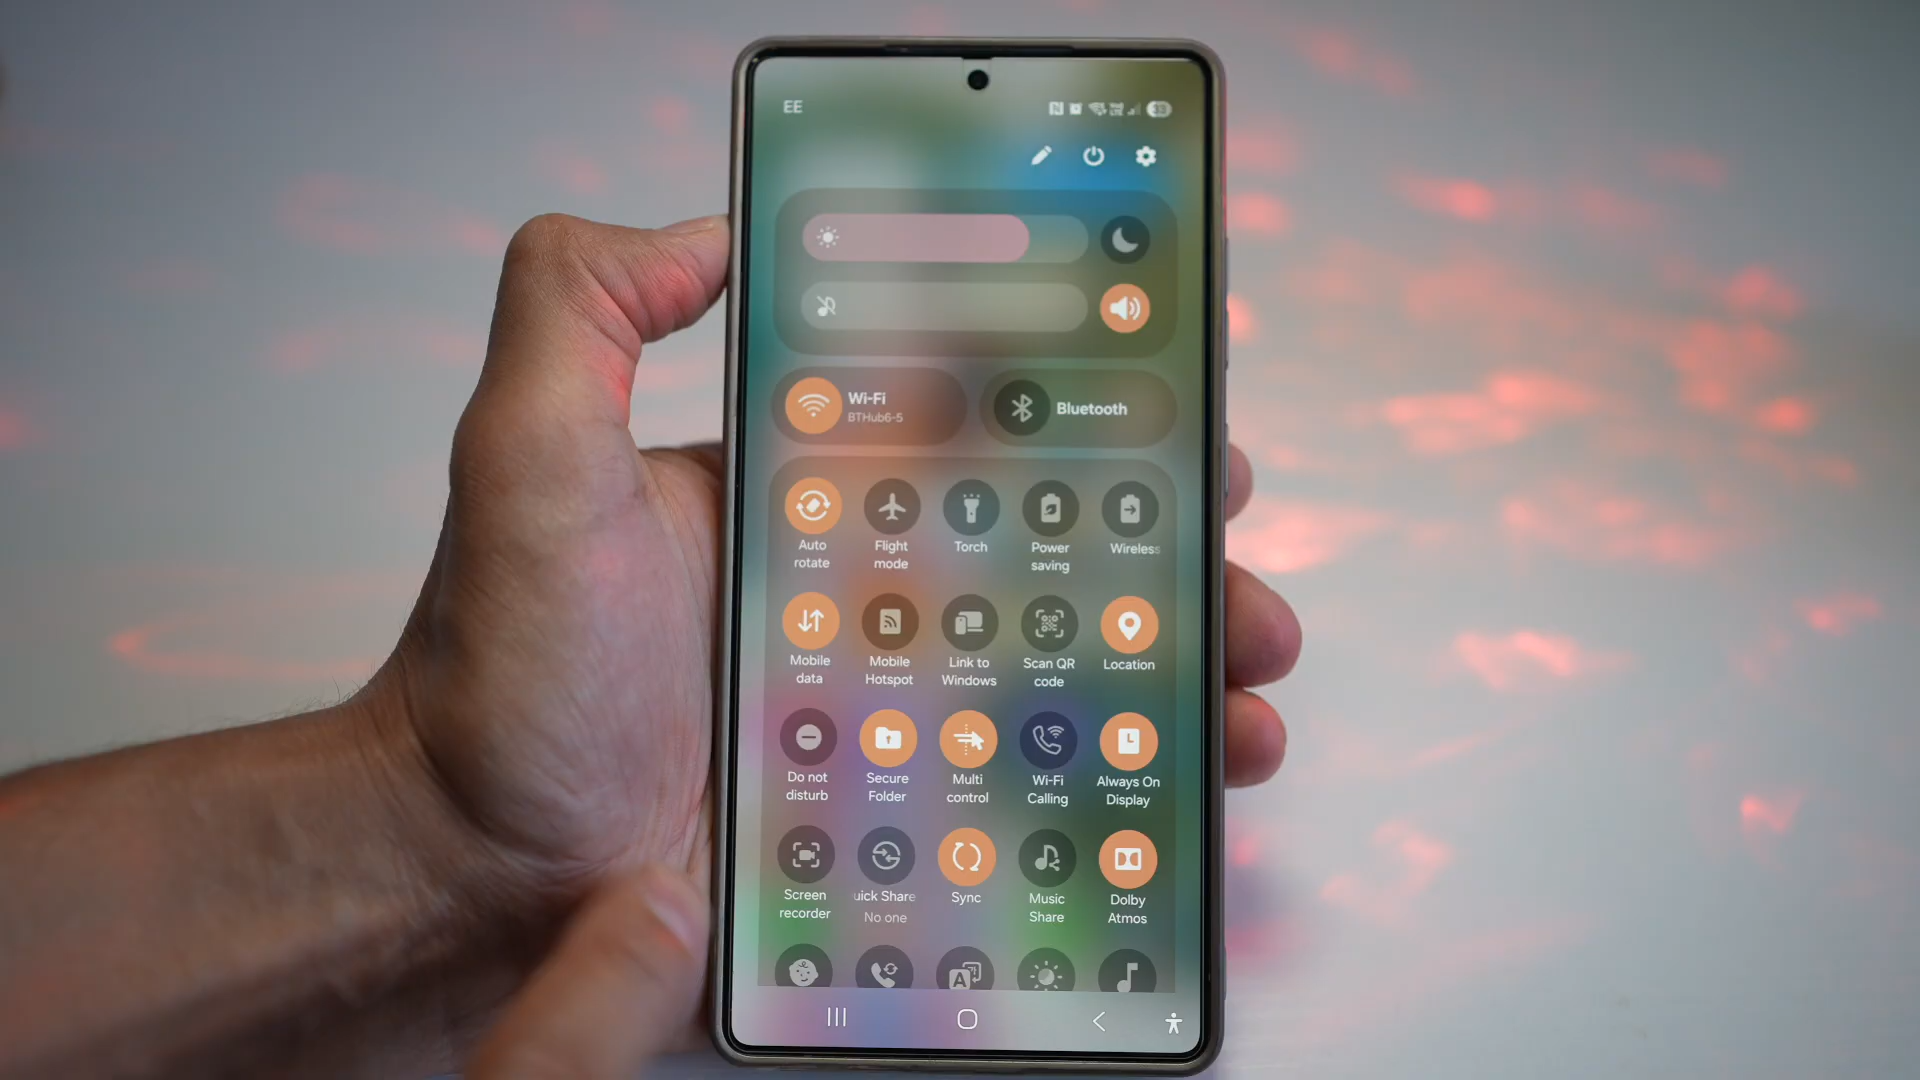 EE
33
Wi-Fi
BTHub6-5
Bluetooth
Auto rotate
Flight mode
Torch
Power saving
Wireless
Mobile data
Mobile Hotspot
Link to Windows
Scan QR code
Location
Do not disturb
Secure Folder
Multi control
Wi-Fi Calling
Always On Display
Screen recorder
uick Share
No one
Sync
Music Share
Dolby Atmos